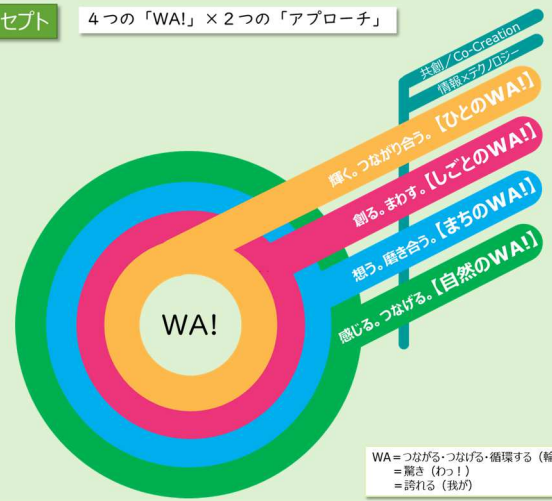 セプト
４つの「WA!」×２つの「アプローチ」
共創/Co-Creation
情報×テクノロジー
輝く。つながり合う。【ひとのWA!】
創る。まわす。【しごとのWA!】
想う。磨き合う。【まちのWA!】
感じる。つなげる。【自然のWA!】
WA!
WA=つながる・つなげる・循環する（輪
=驚き（わっ！）
=誇れる（我が）